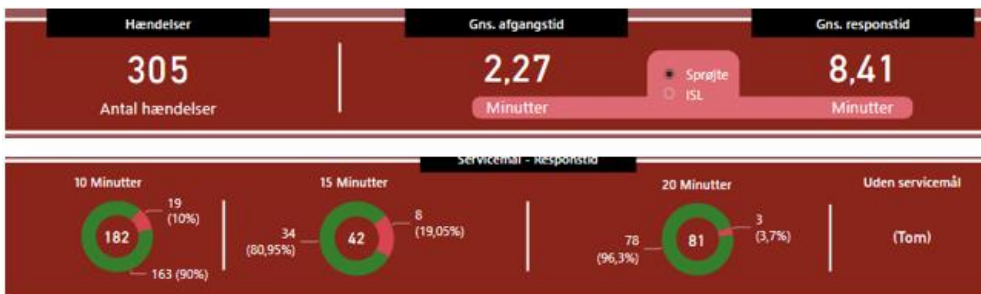 Hændelser
Gns. afgangstid
Gns. responstid
305
2,27
8,41
Sprøjte
ISL
Antal hændelser
Minutter
Minutter
Servicemål - Responstid
10 Minutter
15 Minutter
20 Minutter
Uden servicemål
19
(10%)
182
163 (90%)
34
(80,95%)
42
8
(19,05%)
78
(96,3%)
81
3
(3,7%)
(Tom)